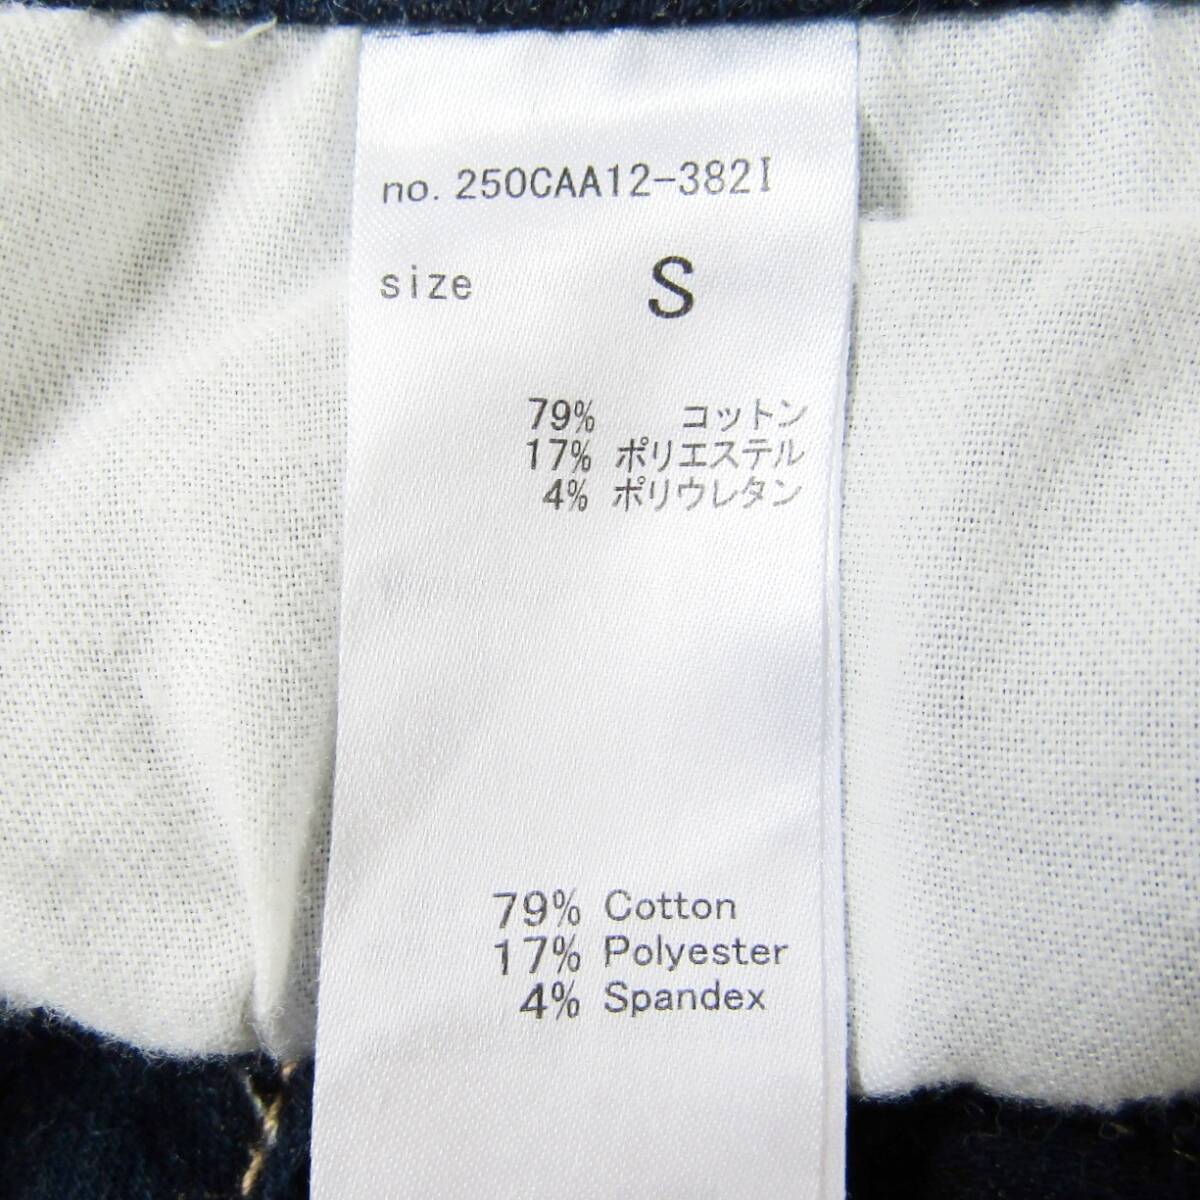 no. 250CAA12-382I
size S
79% コットン
17% ポリエステル
4% ポリウレタン
79% Cotton
17% Polyester
4% Spandex